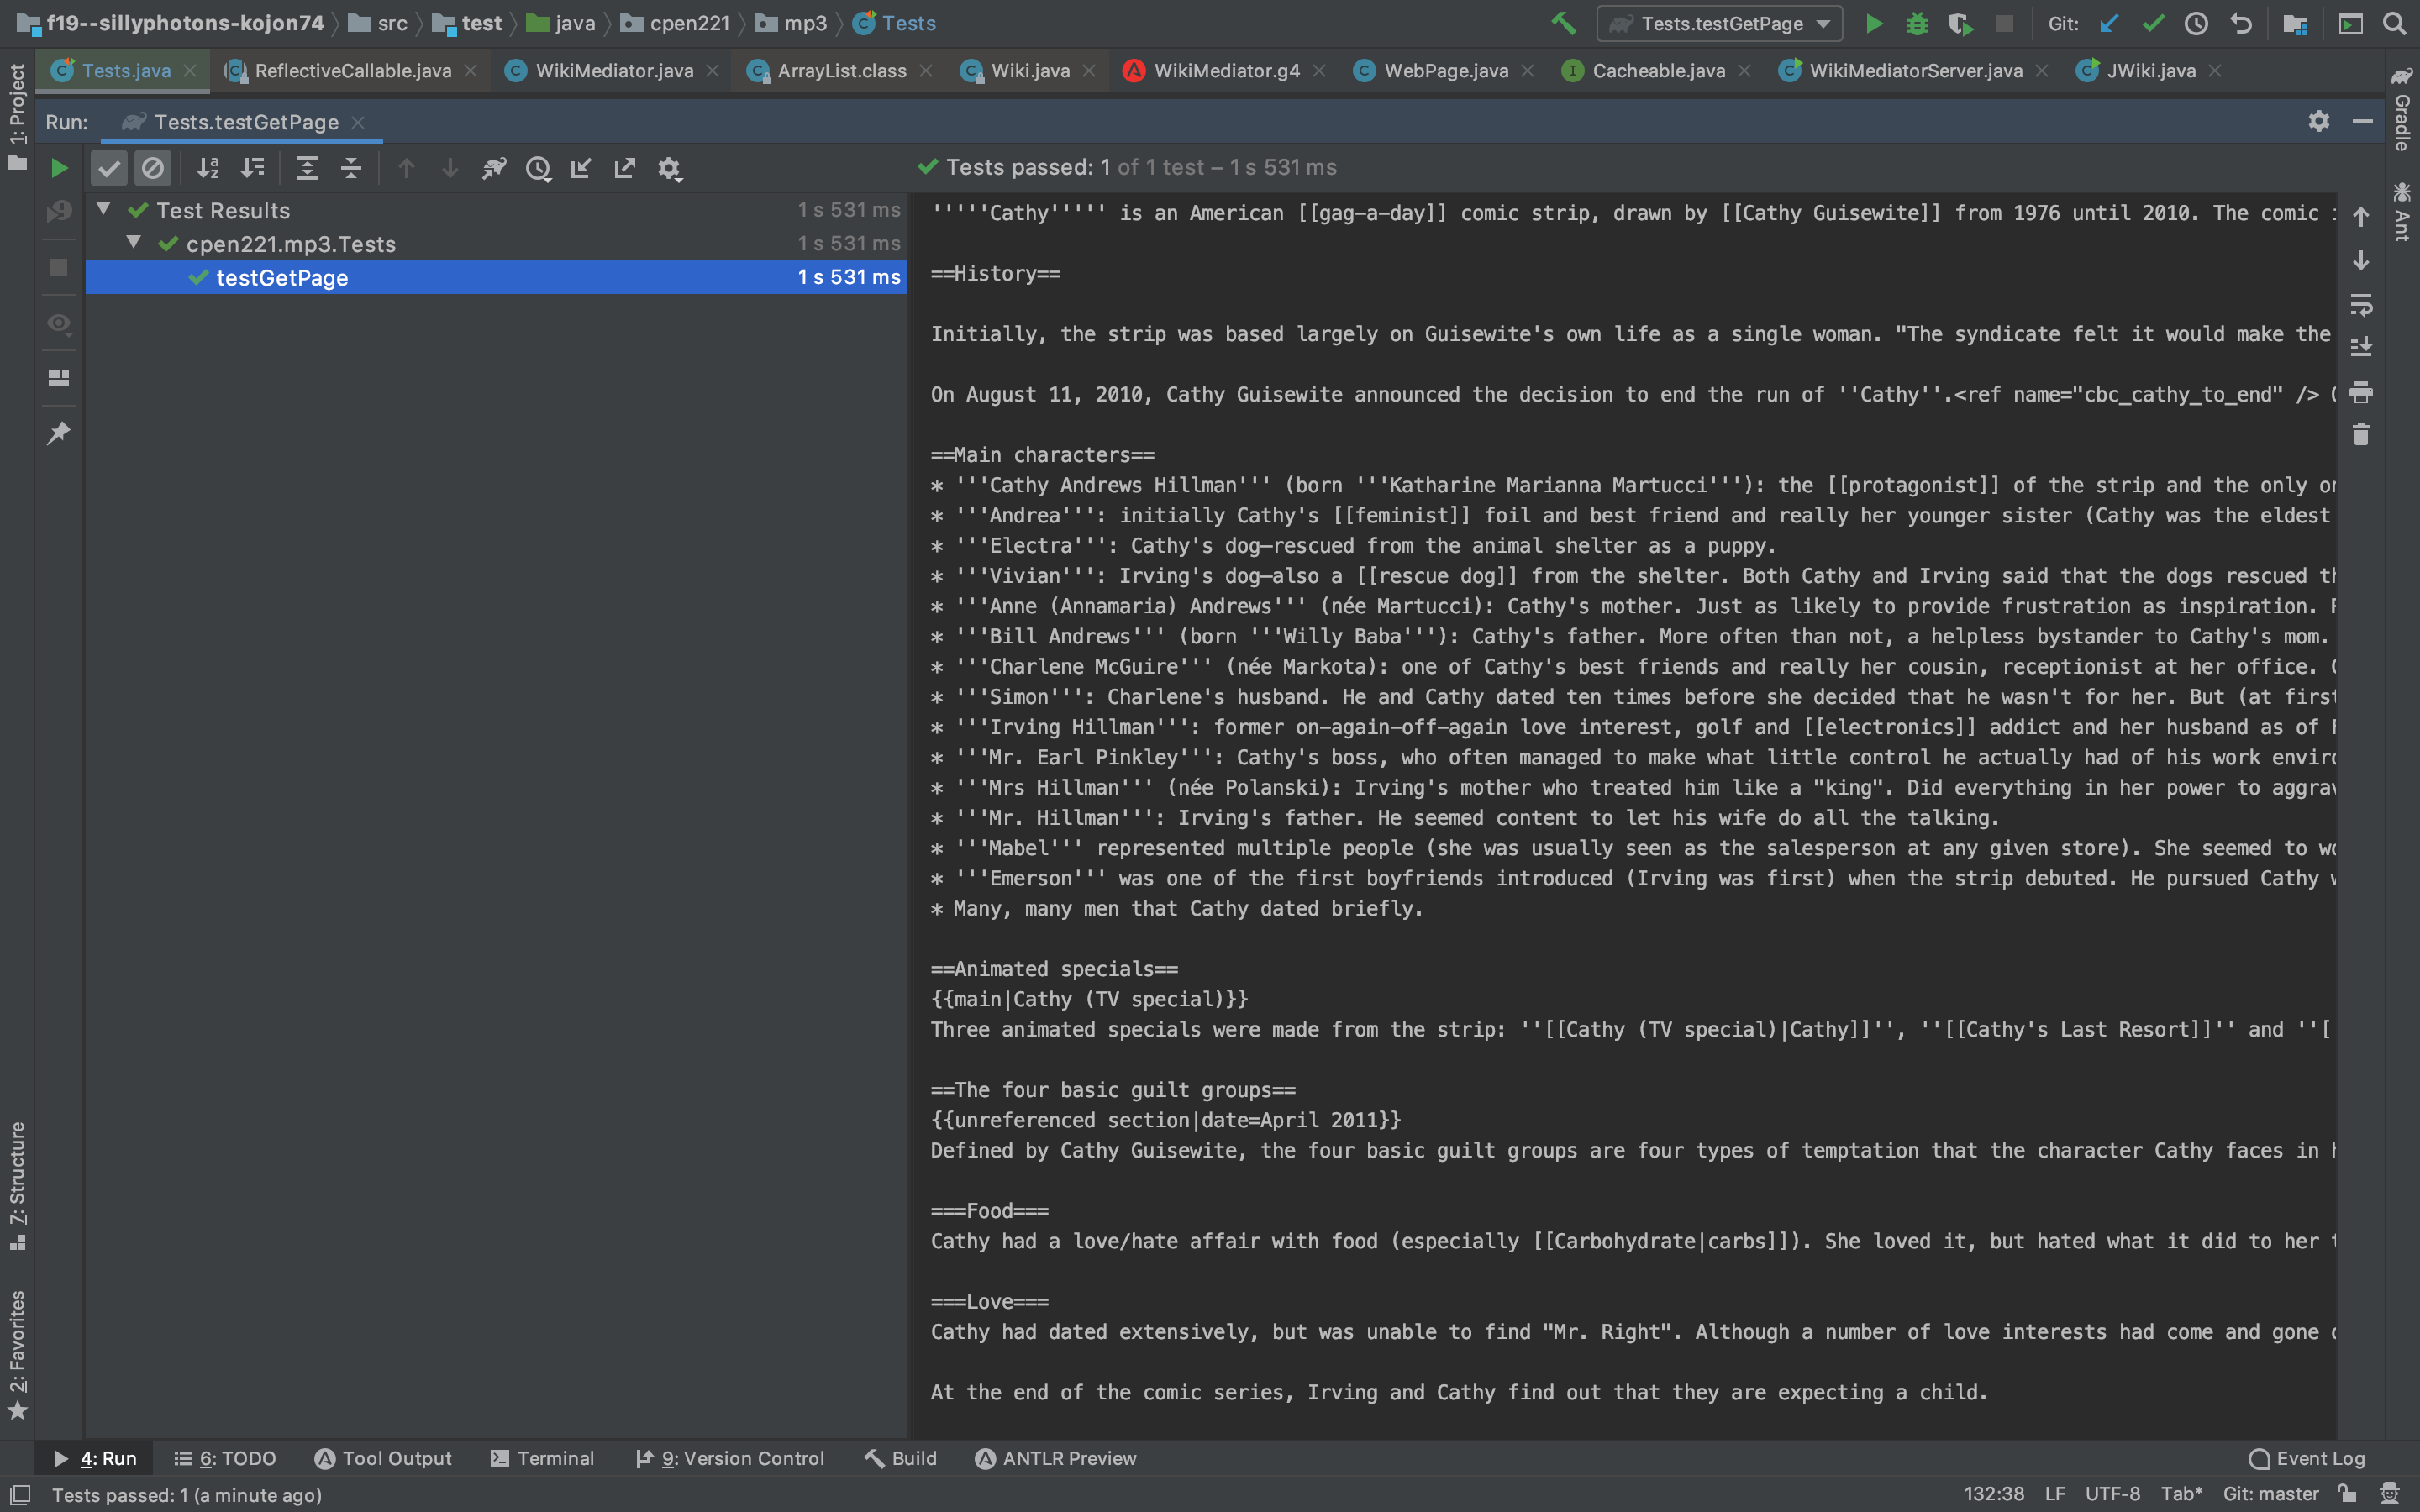 f19--sillyphotons-kojon74 src test java cpen221 mp3 Tests Tests.testGetPage Git:
Tests.java ReflectiveCallable.java WikiMediator.java ArrayList.class Wiki.java WikiMediator.g4 WebPage.java Cacheable.java WikiMediatorServer.java JWiki.java
1: Project
Gradle
Ant
Run: Tests.testGetPage
Tests passed: 1 of 1 test – 1 s 531 ms
Test Results 1 s 531 ms
cpen221.mp3.Tests 1 s 531 ms
testGetPage 1 s 531 ms
'''''Cathy''''' is an American [[gag-a-day]] comic strip, drawn by [[Cathy Guisewite]] from 1976 until 2010. The comic
==History==
Initially, the strip was based largely on Guisewite's own life as a single woman. "The syndicate felt it would make the
On August 11, 2010, Cathy Guisewite announced the decision to end the run of ''Cathy''.<ref name="cbc_cathy_to_end" />
==Main characters==
* '''Cathy Andrews Hillman''' (born '''Katharine Marianna Martucci'''): the [[protagonist]] of the strip and the only
* '''Andrea''': initially Cathy's [[feminist]] foil and best friend and really her younger sister (Cathy was the eldest
* '''Electra''': Cathy's dog—rescued from the animal shelter as a puppy.
* '''Vivian''': Irving's dog—also a [[rescue dog]] from the shelter. Both Cathy and Irving said that the dogs rescued
* '''Anne (Annamaria) Andrews''' (née Martucci): Cathy's mother. Just as likely to provide frustration as inspiration.
* '''Bill Andrews''' (born '''Willy Baba'''): Cathy's father. More often than not, a helpless bystander to Cathy's mom.
* '''Charlene McGuire''' (née Markota): one of Cathy's best friends and really her cousin, receptionist at her office.
* '''Simon''': Charlene's husband. He and Cathy dated ten times before she decided that he wasn't for her. But (at first
* '''Irving Hillman''': former on-again-off-again love interest, golf and [[electronics]] addict and her husband as of
* '''Mr. Earl Pinkley''': Cathy's boss, who often managed to make what little control he actually had of his work
* '''Mrs Hillman''' (née Polanski): Irving's mother who treated him like a "king". Did everything in her power to
* '''Mr. Hillman''': Irving's father. He seemed content to let his wife do all the talking.
* '''Mabel''' represented multiple people (she was usually seen as the salesperson at any given store). She seemed to
* '''Emerson''' was one of the first boyfriends introduced (Irving was first) when the strip debuted. He pursued Cathy
* Many, many men that Cathy dated briefly.
==Animated specials==
{{main|Cathy (TV special)}}
Three animated specials were made from the strip: ''[[Cathy (TV special)|Cathy]]'', ''[[Cathy's Last Resort]]'' and ''[
==The four basic guilt groups==
{{unreferenced section|date=April 2011}}
Defined by Cathy Guisewite, the four basic guilt groups are four types of temptation that the character Cathy faces in
===Food===
Cathy had a love/hate affair with food (especially [[Carbohydrate|carbs]]). She loved it, but hated what it did to her
===Love===
Cathy had dated extensively, but was unable to find "Mr. Right". Although a number of love interests had come and gone
At the end of the comic series, Irving and Cathy find out that they are expecting a child.
7: Structure
2: Favorites
4: Run 6: TODO Tool Output Terminal 9: Version Control Build ANTLR Preview Event Log
Tests passed: 1 (a minute ago) 132:38 LF UTF-8 Tab* Git: master